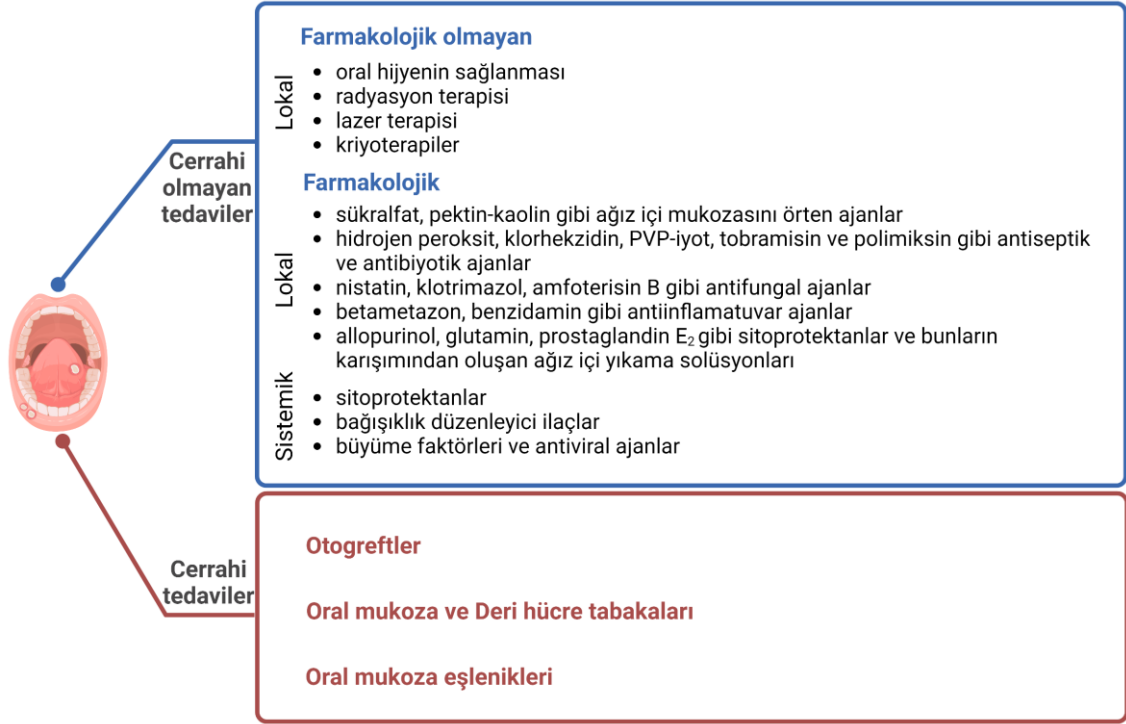 Farmakolojik olmayan
Lokal
• oral hijyenin sağlanması
• radyasyon terapisi
• lazer terapisi
• kriyoterapiler
Cerrahi
olmayan
tedaviler
Farmakolojik
Lokal
• sükralfat, pektin-kaolin gibi ağız içi mukozasını örten ajanlar
• hidrojen peroksit, klorhekzidin, PVP-iyot, tobramisin ve polimiksin gibi antiseptik
ve antibiyotik ajanlar
• nistatin, klotrimazol, amfoterisin B gibi antifungal ajanlar
• betametazon, benzidamin gibi antiinflamatuvar ajanlar
• allopurinol, glutamin, prostaglandin E₂ gibi sitoprotektanlar ve bunların
karışımından oluşan ağız içi yıkama solüsyonları
Sistemik
• sitoprotektanlar
• bağışıklık düzenleyici ilaçlar
• büyüme faktörleri ve antiviral ajanlar
Cerrahi
tedaviler
Otogreftler
Oral mukoza ve Deri hücre tabakaları
Oral mukoza eşlenikleri